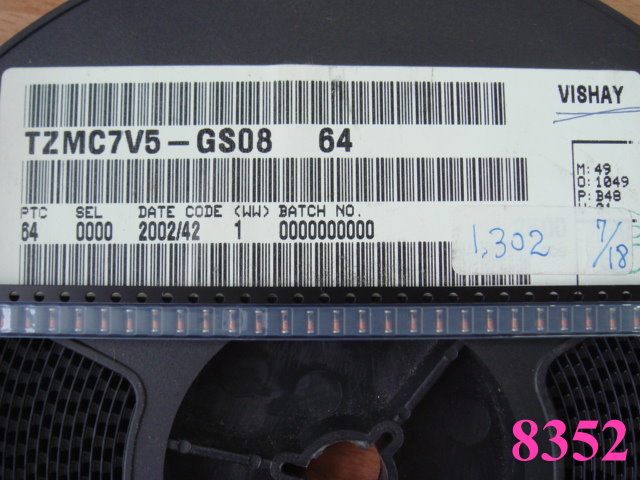 VISHAY
TZMC7V5-GS08 64
M: 49
O: 1049
P: B48
PTC SEL DATE CODE (WW) BATCH NO.
64 0000 2002/42 1 0000000000
1,302
7/18
8352